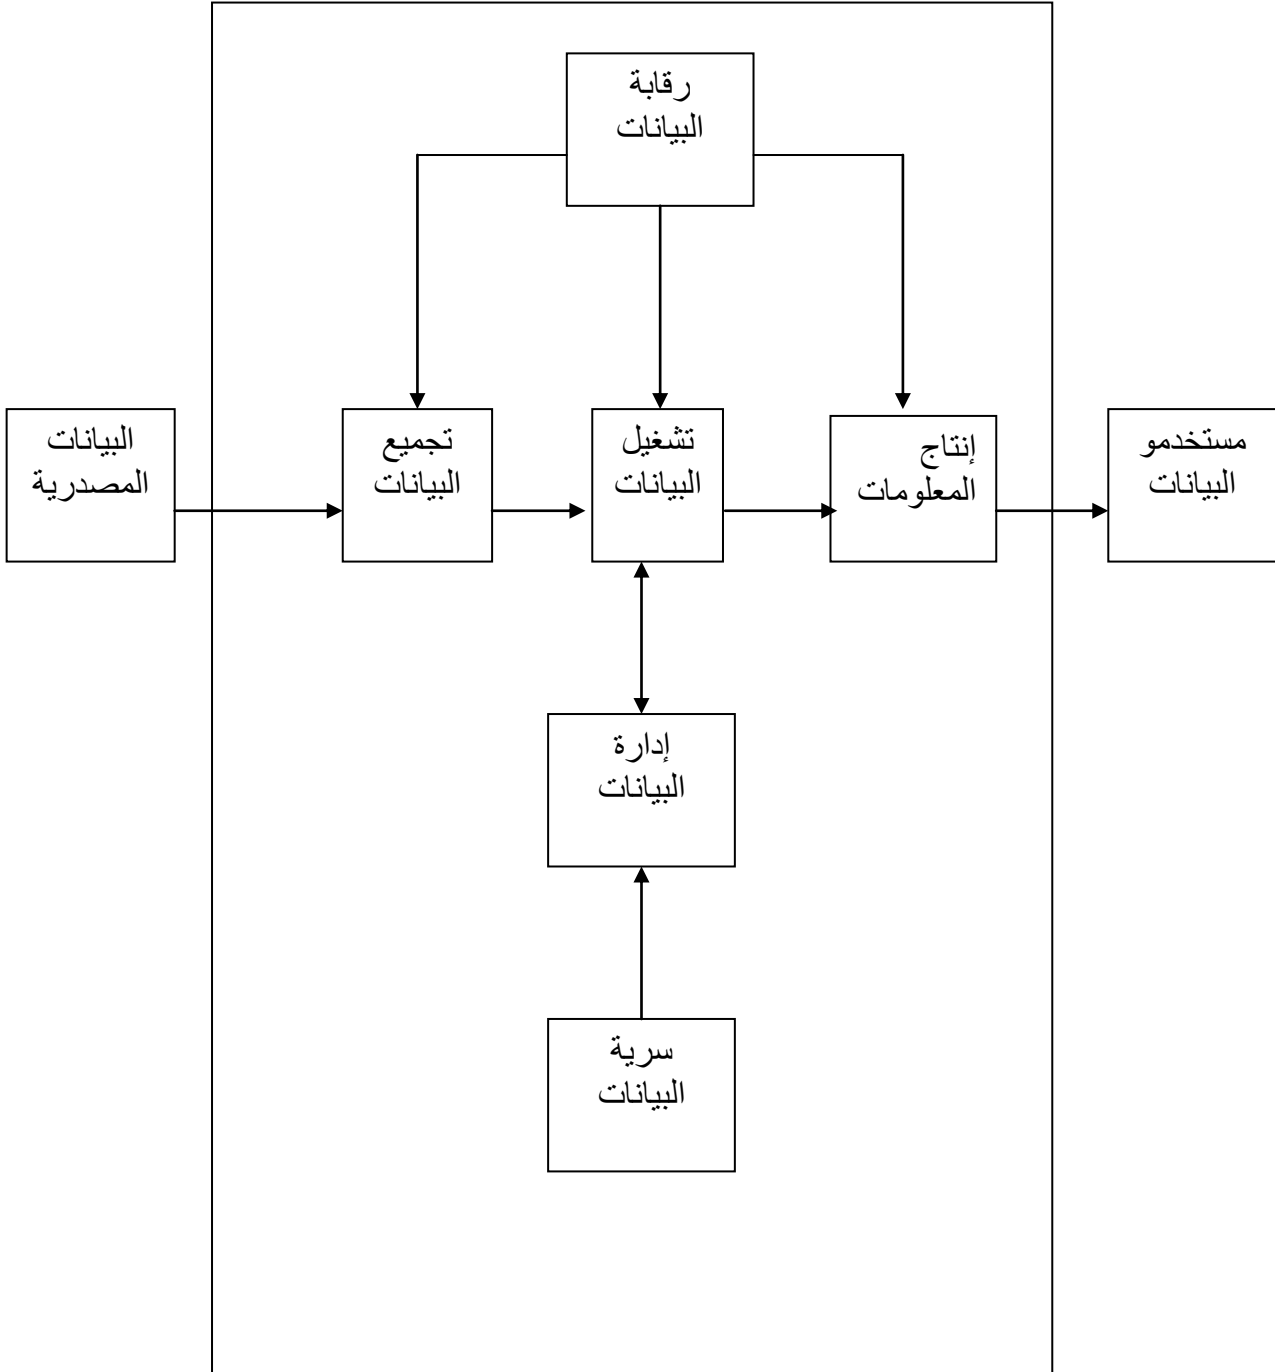 رقابة
البيانات
البيانات
المصدرية
تجميع
البيانات
تشغيل
البيانات
إنتاج
المعلومات
مستخدمو
البيانات
إدارة
البيانات
سرية
البيانات